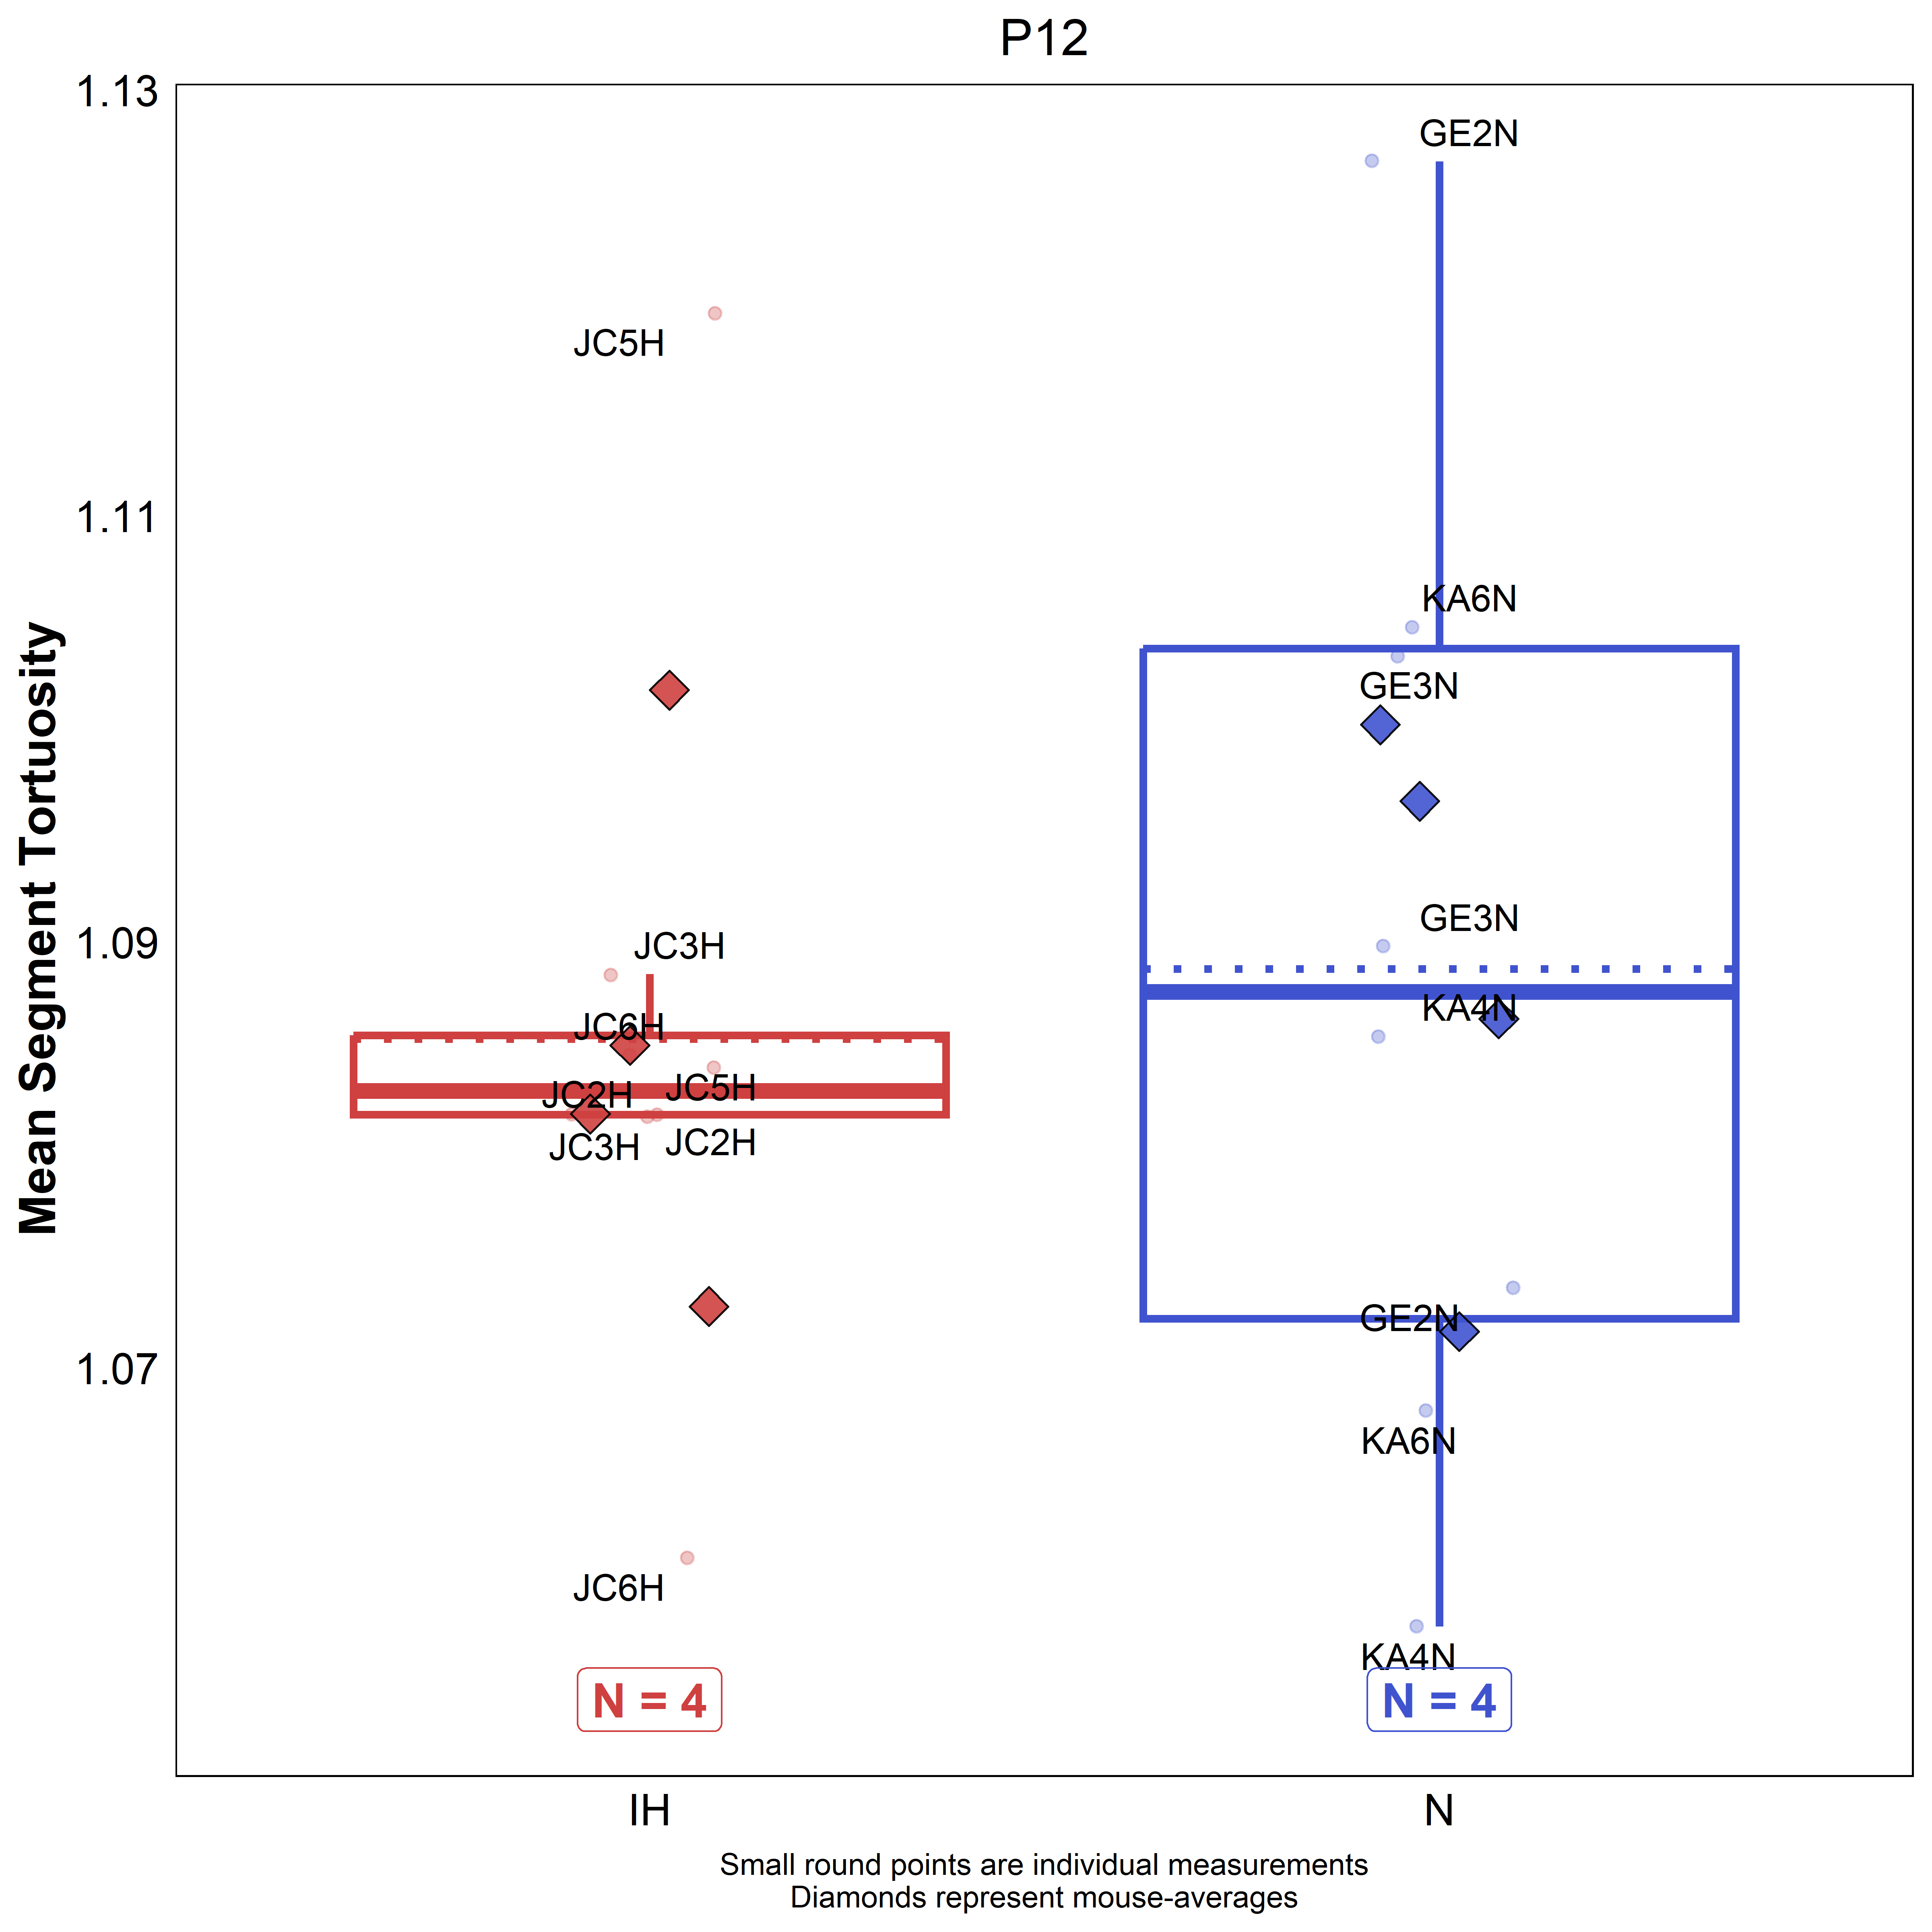 P12
1.13
1.11
1.09
1.07
Mean Segment Tortuosity
GE2N
JC5H
KA6N
GE3N
GE3N
JC3H
KA4N
JC6H
JC5H
JC2H
JC2H
JC3H
GE2N
KA6N
JC6H
KA4N
N = 4
N = 4
IH
N
Small round points are individual measurements
Diamonds represent mouse-averages